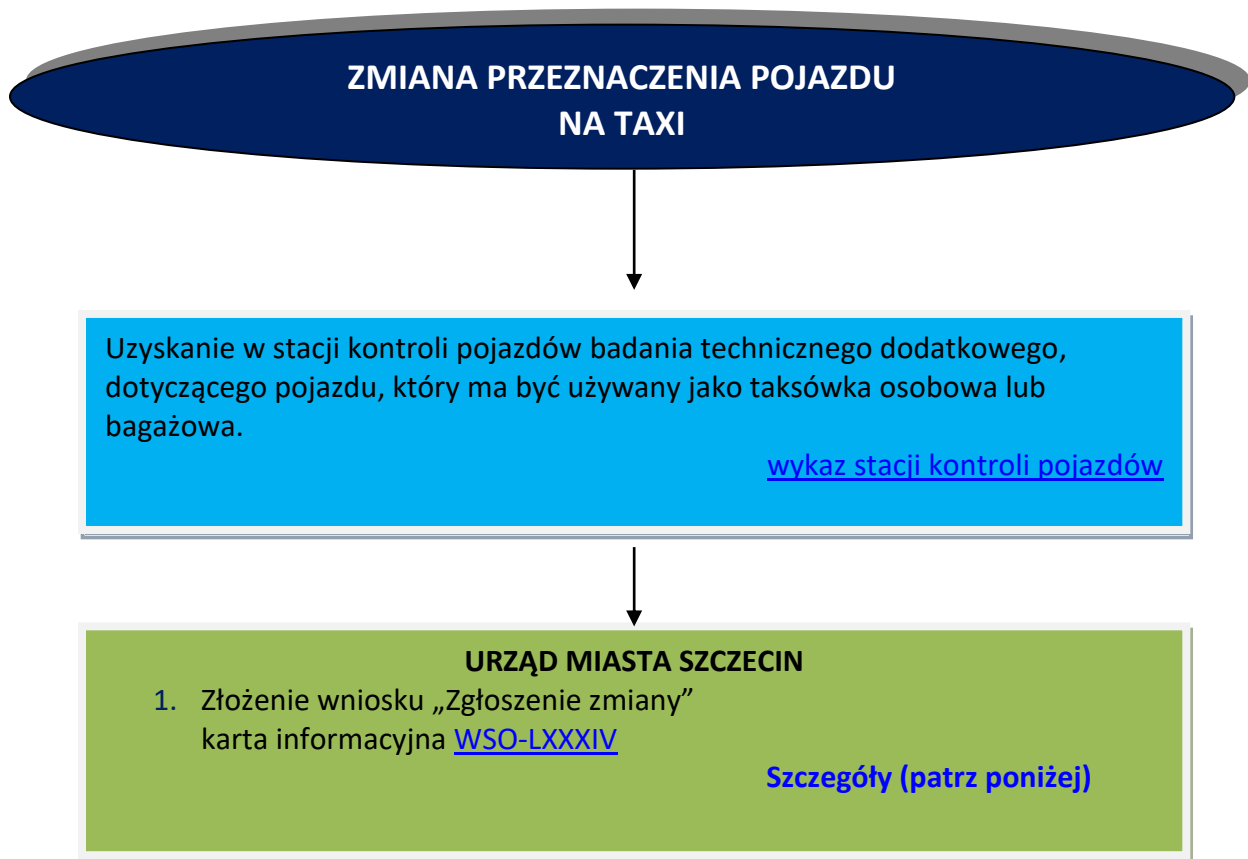 ZMIANA PRZEZNACZENIA POJAZDU
NA TAXI
Uzyskanie w stacji kontroli pojazdów badania technicznego dodatkowego,
dotyczącego pojazdu, który ma być używany jako taksówka osobowa lub
bagażowa.
wykaz stacji kontroli pojazdów
URZĄD MIASTA SZCZECIN
1. Złożenie wniosku „Zgłoszenie zmiany”
karta informacyjna WSO-LXXXIV
Szczegóły (patrz poniżej)